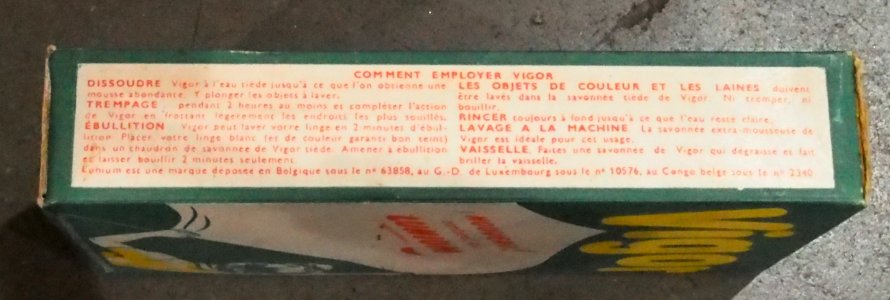 COMMENT EMPLOYER VIGOR
DISSOUDRE Vigor à l'eau tiède jusqu'à ce que l'on obtienne une
mousse abondante. Y plonger les objets à laver.
TREMPAGE pendant 2 heures au moins et compléter l'action
de Vigor en frottant légèrement les endroits les plus souillés.
ÉBULLITION Vigor peut laver votre linge en 2 minutes d'ébul-
lition Placer votre linge blanc (et de couleur garanti bon teint)
dans un chaudron de savonnée de Vigor tiède. Amener à ébullition
et laisser bouillir 2 minutes seulement.
LES OBJETS DE COULEUR ET LES LAINES doivent
être lavés dans la savonnée tiède de Vigor. Ni tremper, ni
bouillir.
RINCER toujours à fond jusqu'à ce que l'eau reste claire.
LAVAGE A LA MACHINE La savonnée extra-mousseuse de
Vigor est idéale pour cet usage.
VAISSELLE Faites une savonnée de Vigor qui dégraisse et fait
briller la vaisselle.
est une marque déposée en Belgique sous le nº 63858, au G.-D. de Luxembourg sous le nº 10576, au Congo belge sous le nº 2340
Vigor